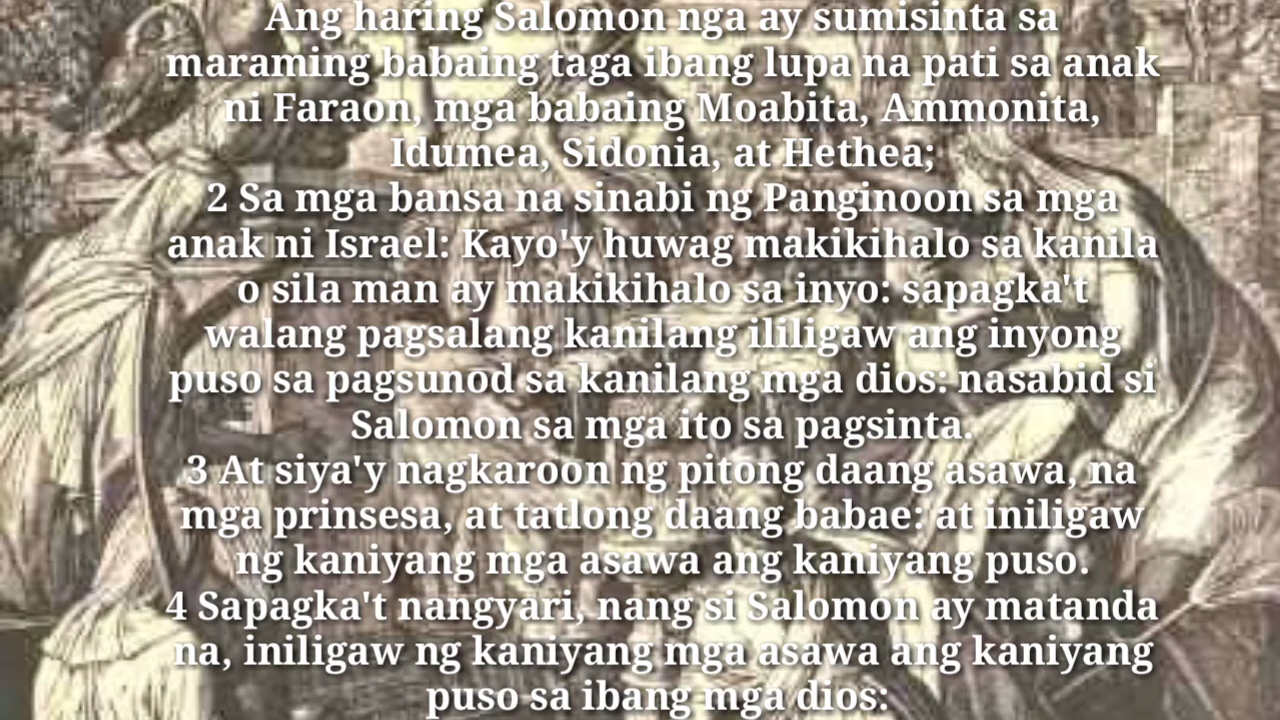 Ang haring Salomon nga ay sumisinta sa
maraming babaing taga ibang lupa na pati sa anak
ni Faraon, mga babaing Moabita, Ammonita,
Idumea, Sidonia, at Hethea;
2 Sa mga bansa na sinabi ng Panginoon sa mga
anak ni Israel: Kayo'y huwag makikihalo sa kanila
o sila man ay makikihalo sa inyo: sapagka't
walang pagsalang kanilang ililigaw ang inyong
puso sa pagsunod sa kanilang mga dios: nasabid si
Salomon sa mga ito sa pagsinta.
3 At siya'y nagkaroon ng pitong daang asawa, na
mga prinsesa, at tatlong daang babae: at iniligaw
ng kaniyang mga asawa ang kaniyang puso.
4 Sapagka't nangyari, nang si Salomon ay matanda
na, iniligaw ng kaniyang mga asawa ang kaniyang
puso sa ibang mga dios: